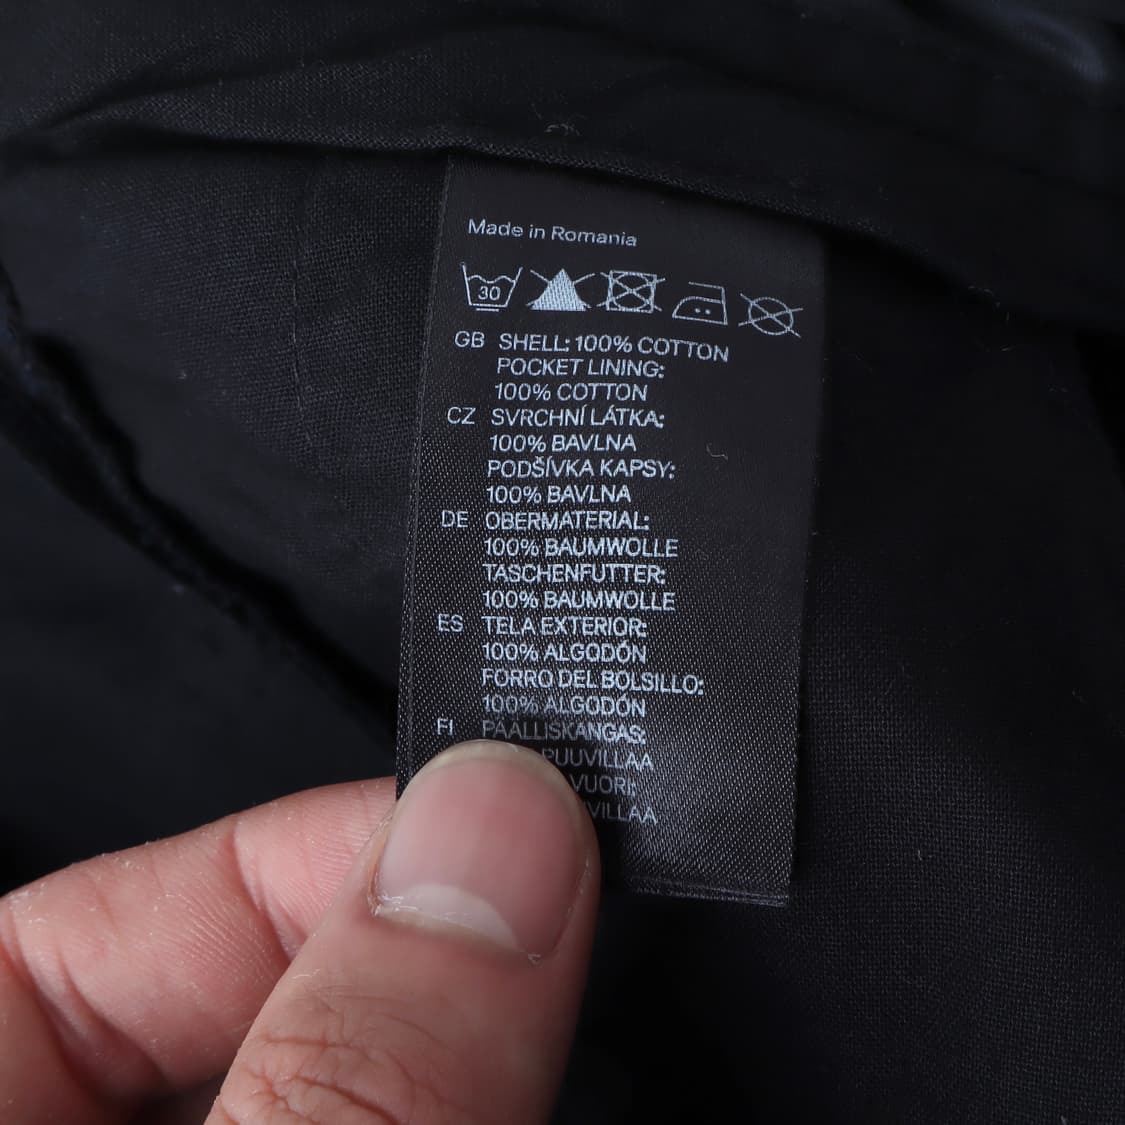 Made in Romania
30
GB SHELL: 100% COTTON
POCKET LINING:
100% COTTON
CZ SVRCHNÍ LÁTKA:
100% BAVLNA
PODŠÍVKA KAPSY:
100% BAVLNA
DE OBERMATERIAL:
100% BAUMWOLLE
TASCHENFUTTER:
100% BAUMWOLLE
ES TELA EXTERIOR:
100% ALGODÓN
FORRO DEL BOLSILLO:
100% ALGODÓN
FI PÄÄLLISKANGAS:
PUUVILLAA
VUORI: